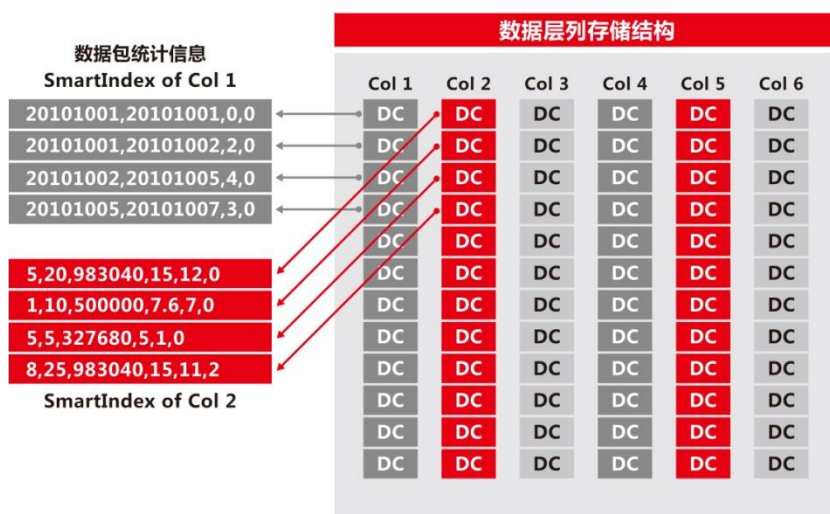 数据层列存储结构
数据包统计信息
SmartIndex of Col 1
Col 1 Col 2 Col 3 Col 4 Col 5 Col 6
20101001,20101001,0,0 DC DC DC DC DC DC
20101001,20101002,2,0 DC DC DC DC DC DC
20101002,20101005,4,0 DC DC DC DC DC DC
20101005,20101007,3,0 DC DC DC DC DC DC
DC DC DC DC DC DC
5,20,983040,15,12,0 DC DC DC DC DC DC
1,10,500000,7.6,7,0 DC DC DC DC DC DC
5,5,327680,5,1,0 DC DC DC DC DC DC
8,25,983040,15,11,2 DC DC DC DC DC DC
SmartIndex of Col 2 DC DC DC DC DC DC
DC DC DC DC DC DC
DC DC DC DC DC DC